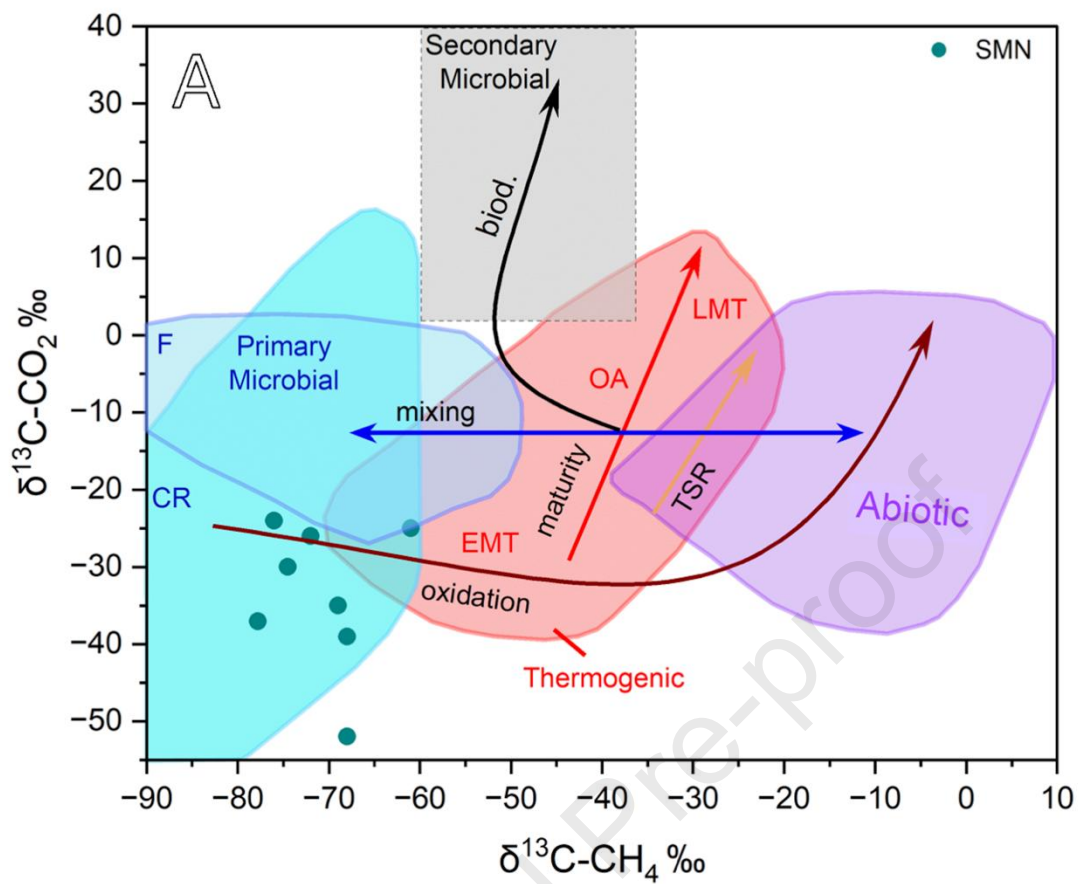 A
SMN
Secondary
Microbial
biod.
F
Primary
Microbial
LMT
OA
mixing
maturity
TSR
CR
EMT
Abiotic
oxidation
Thermogenic
40
30
20
10
0
−10
−20
−30
−40
−50
δ¹³C-CO₂ ‰
−90 −80 −70 −60 −50 −40 −30 −20 −10 0 10
δ¹³C-CH₄ ‰
Pre-proof